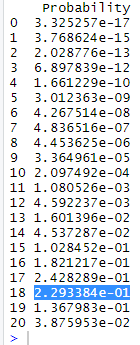 Probability
0 3.325257e-17
1 3.768624e-15
2 2.028776e-13
3 6.897839e-12
4 1.661229e-10
5 3.012363e-09
6 4.267514e-08
7 4.836516e-07
8 4.453625e-06
9 3.364961e-05
10 2.097492e-04
11 1.080526e-03
12 4.592237e-03
13 1.601396e-02
14 4.537287e-02
15 1.028452e-01
16 1.821217e-01
17 2.428289e-01
18 2.293384e-01
19 1.367983e-01
20 3.875953e-02
>